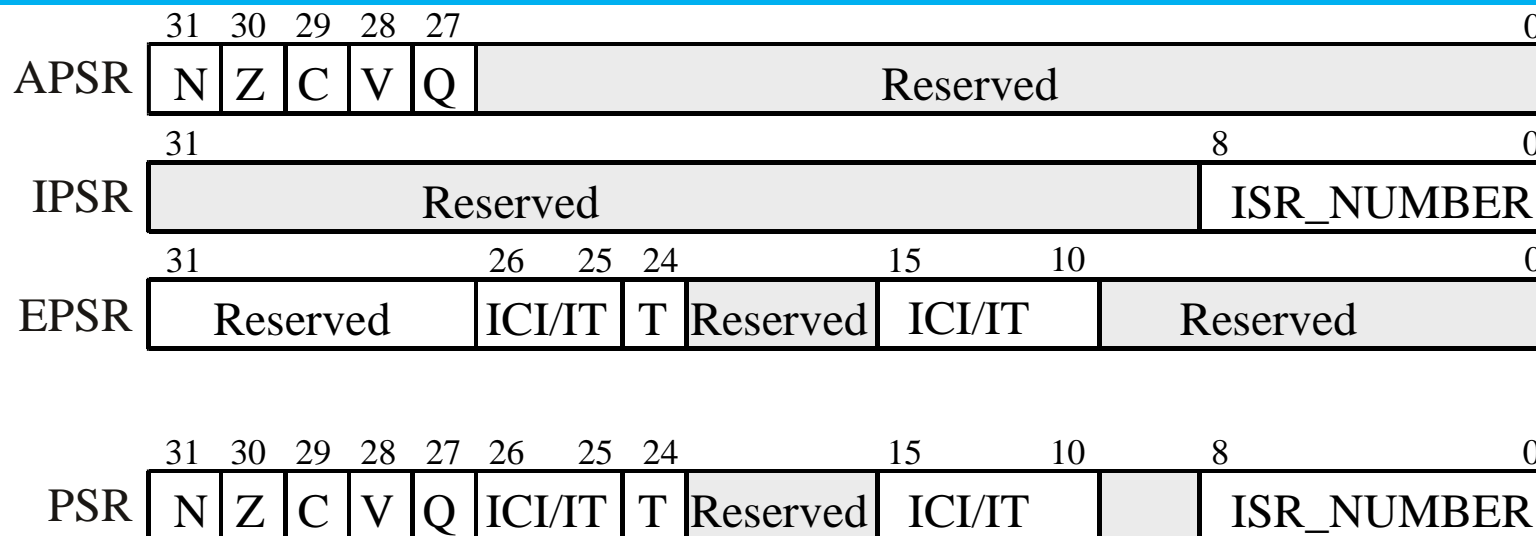 31 30 29 28 27 0
APSR N Z C V Q Reserved
31 8 0
IPSR Reserved ISR_NUMBER
31 26 25 24 15 10 0
EPSR Reserved ICI/IT T Reserved ICI/IT Reserved
31 30 29 28 27 26 25 24 15 10 8 0
PSR N Z C V Q ICI/IT T Reserved ICI/IT ISR_NUMBER